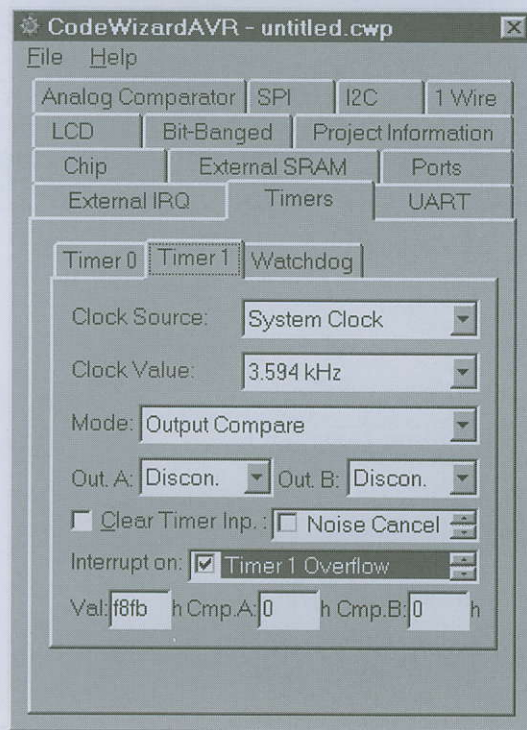 CodeWizardAVR - untitled.cwp
File Help
Analog Comparator SPI I2C 1 Wire
LCD Bit-Banged Project Information
Chip External SRAM Ports
External IRQ Timers UART
Timer 0 Timer 1 Watchdog
Clock Source: System Clock
Clock Value: 3.594 kHz
Mode: Output Compare
Out. A: Discon. Out. B: Discon.
Clear Timer Inp. : Noise Cancel
Interrupt on: Timer 1 Overflow
Val: f8fb h Cmp.A: 0 h Cmp.B: 0 h